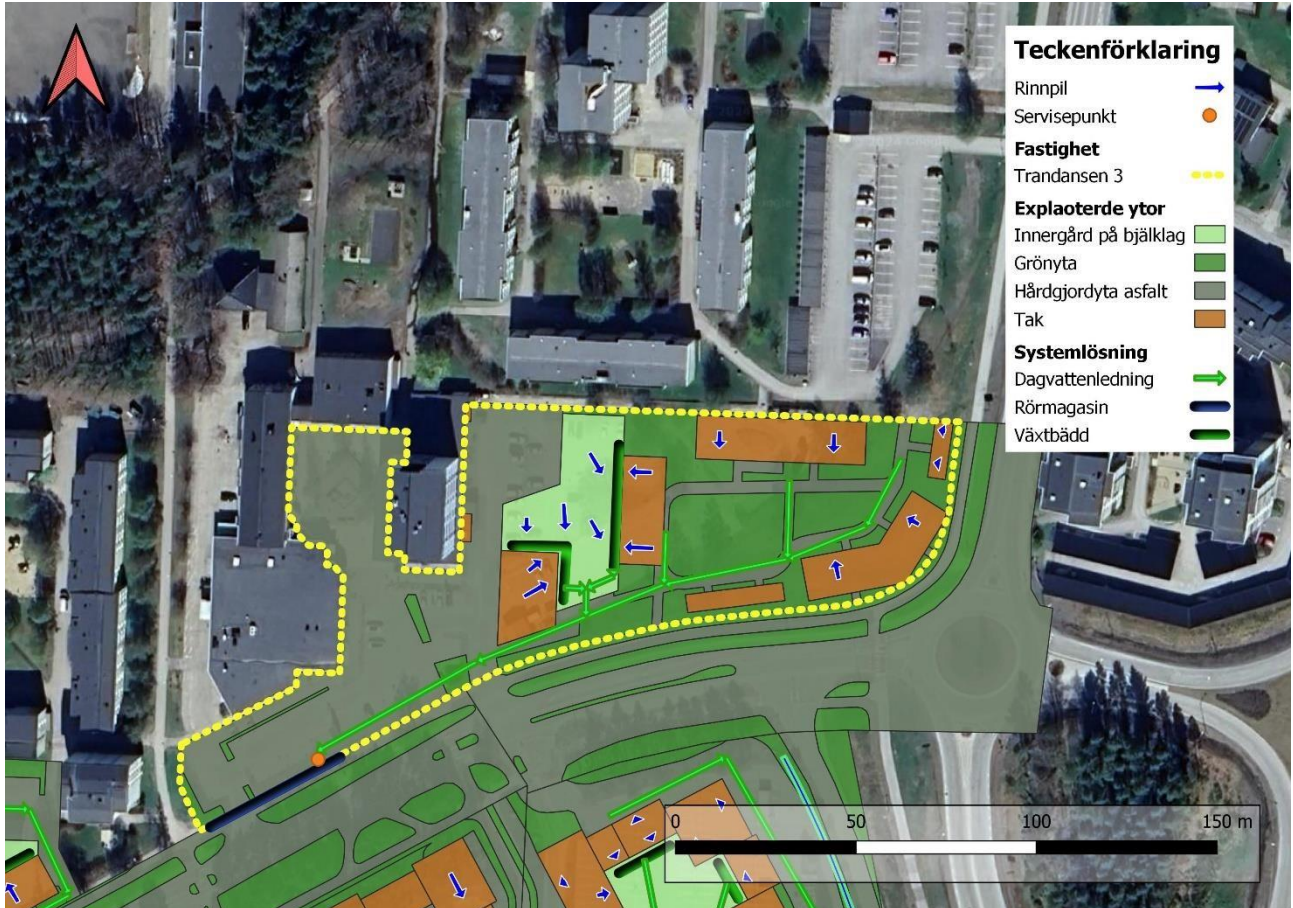 Teckenförklaring
Rinnpil
Servisepunkt
Fastighet
Trandansen 3
Explaoterde ytor
Innergård på bjälklag
Grönyta
Hårdgjordyta asfalt
Tak
Systemlösning
Dagvattenledning
Rörmagasin
Växtbädd
0 50 100 150 m